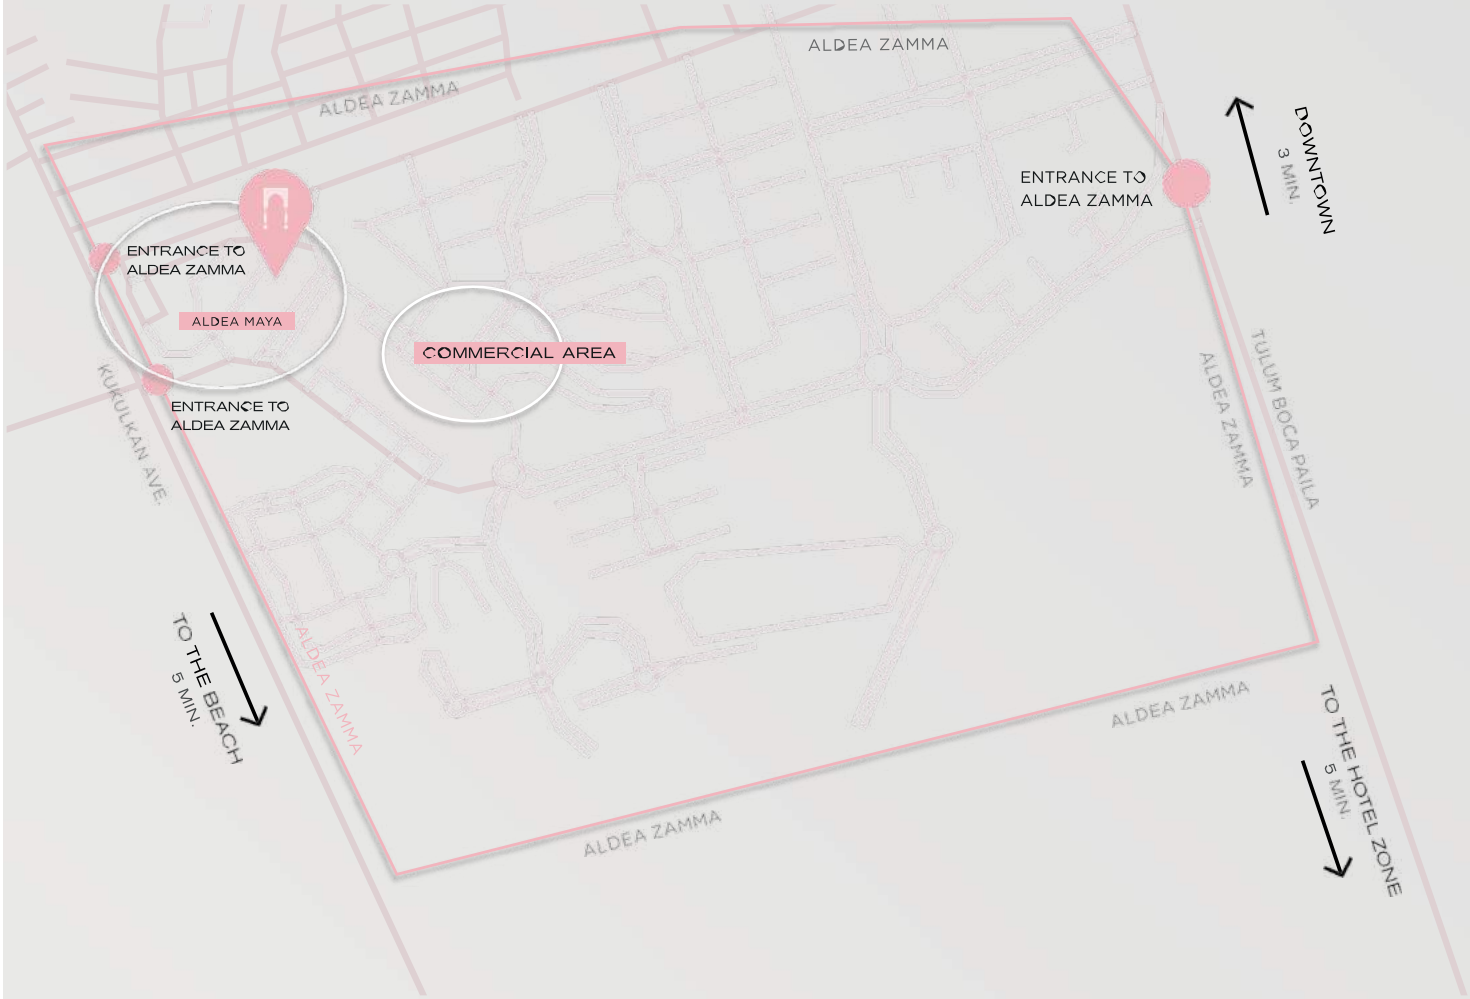 ALDEA ZAMMA
ALDEA ZAMMA
DOWNTOWN
3 MIN.
ENTRANCE TO
ALDEA ZAMMA
ENTRANCE TO
ALDEA ZAMMA
ALDEA MAYA
COMMERCIAL AREA
ENTRANCE TO
ALDEA ZAMMA
KUKULKAN AVE.
TULUM BOCA PAILA
ALDEA ZAMMA
TO THE BEACH
5 MIN.
ALDEA ZAMMA
ALDEA ZAMMA
TO THE HOTEL ZONE
5 MIN.
ALDEA ZAMMA